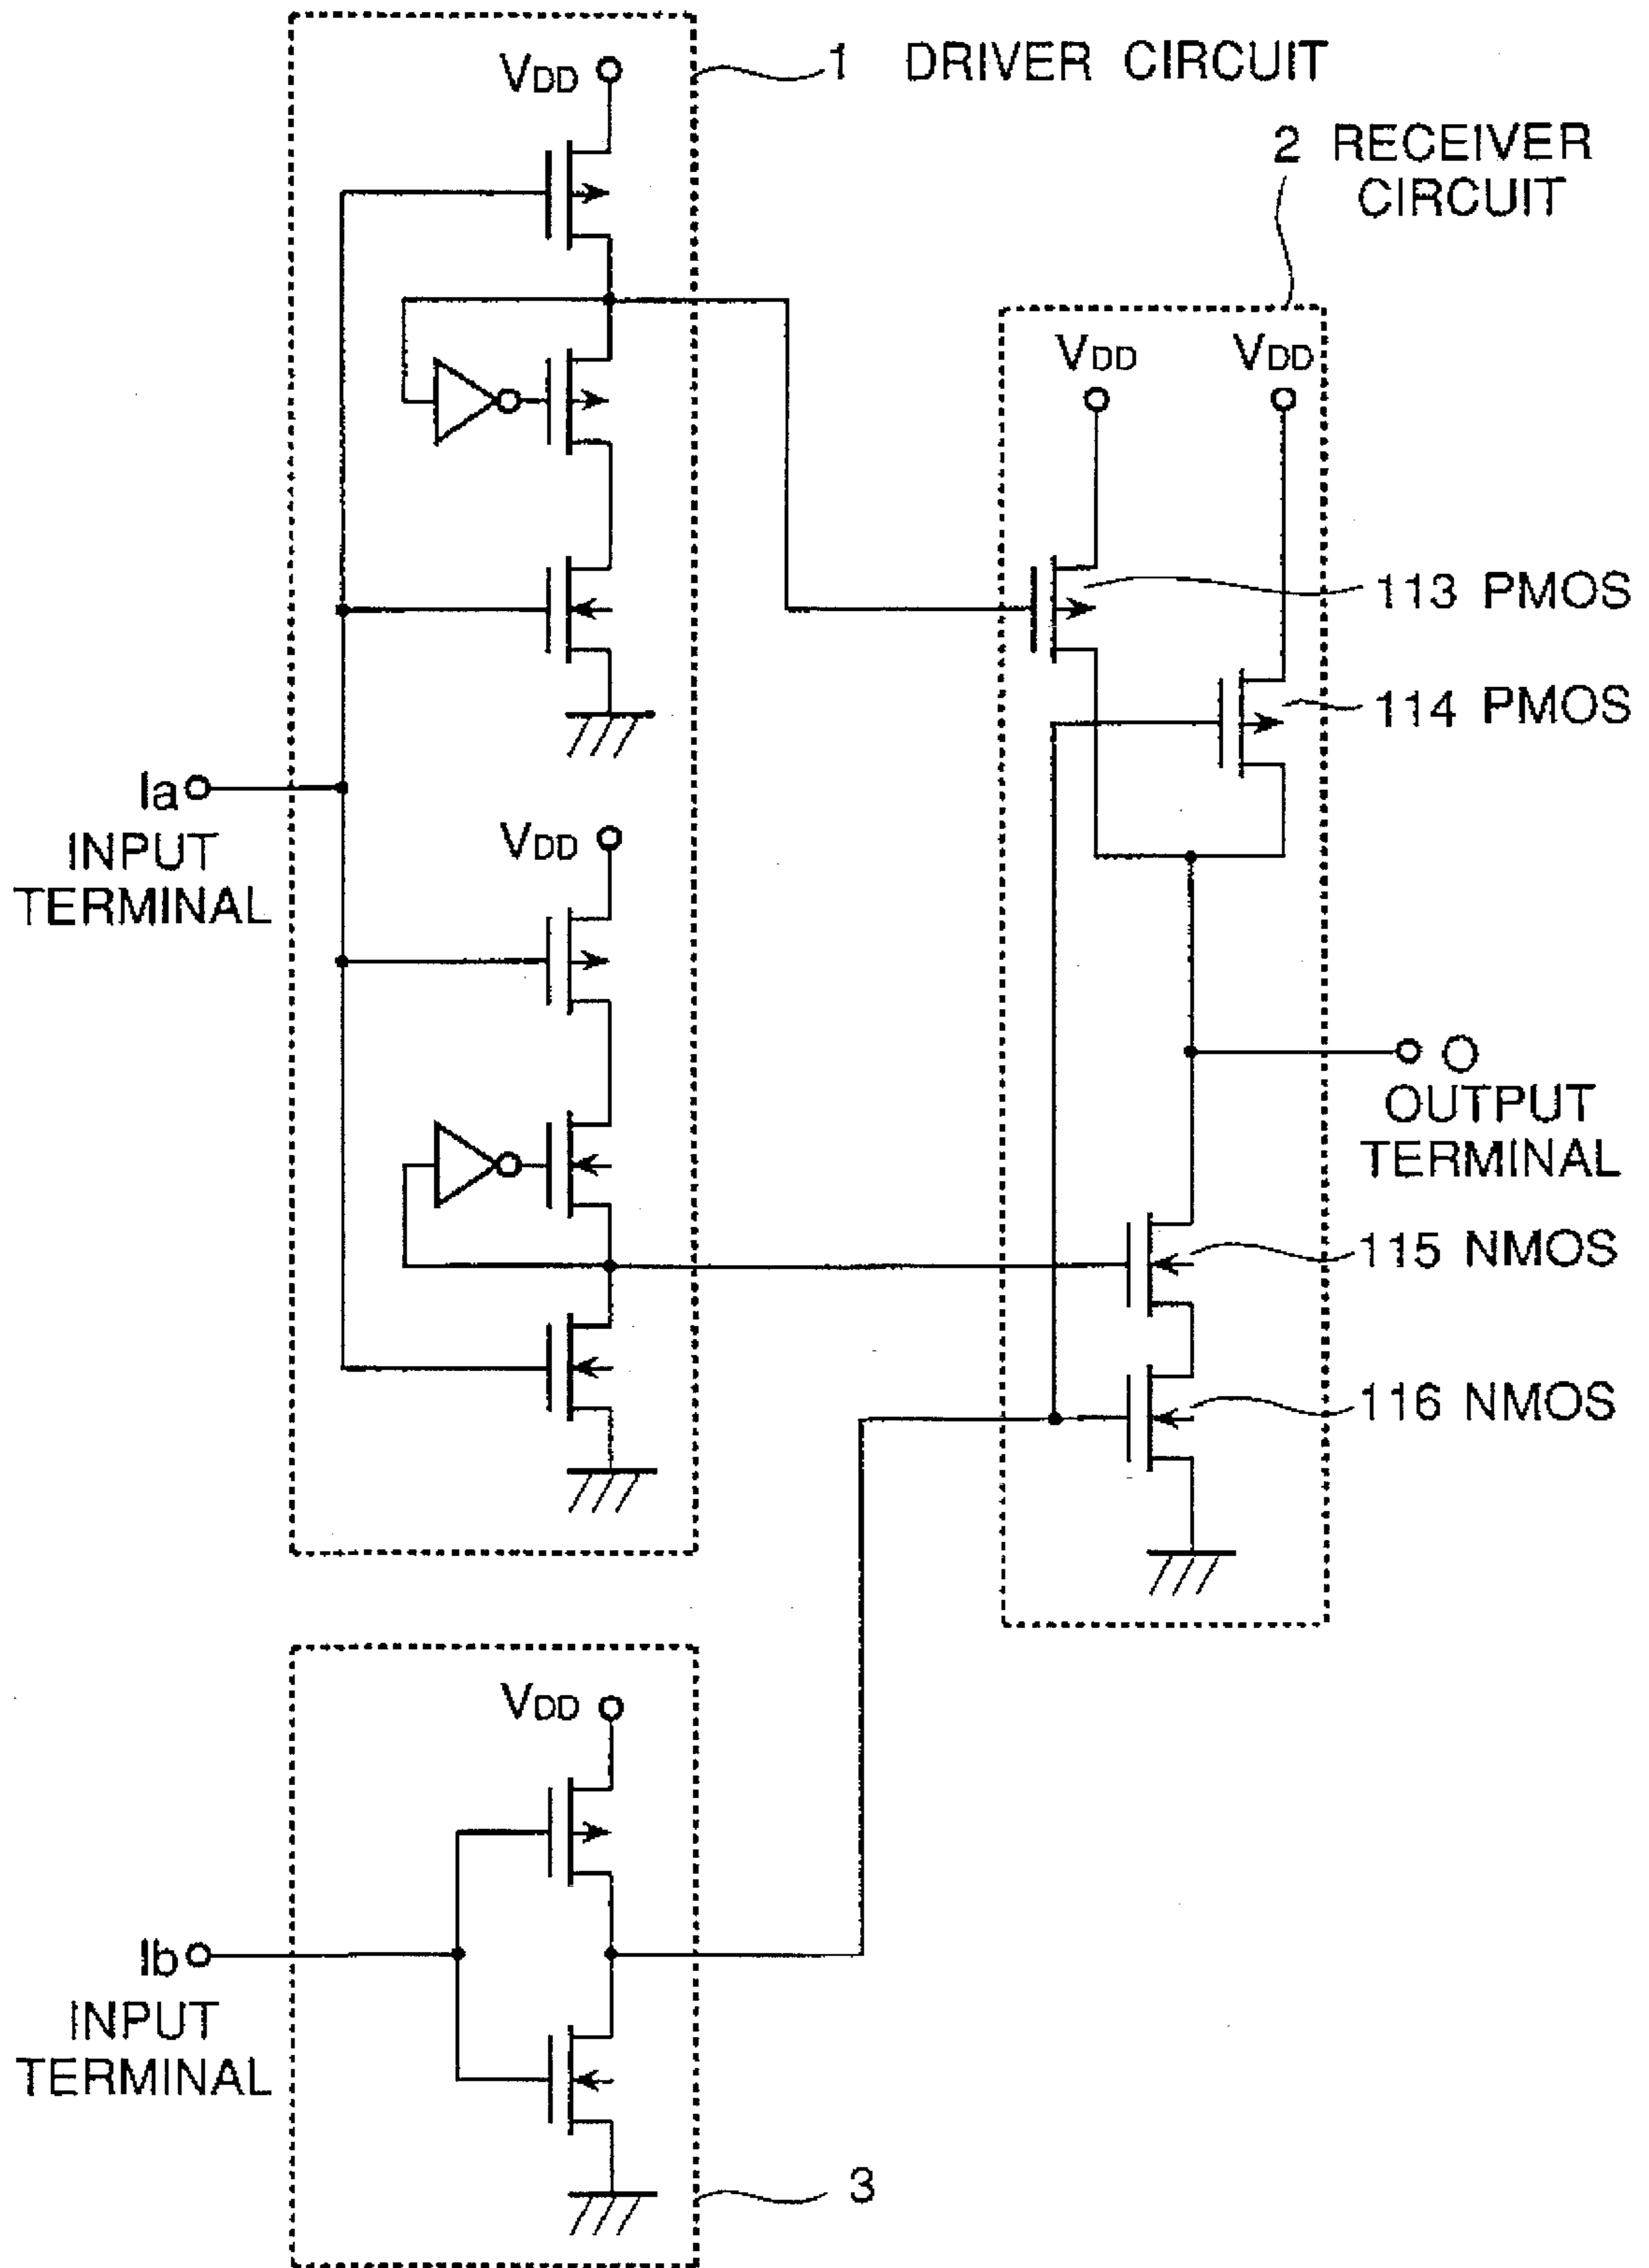 VDD
1 DRIVER CIRCUIT
2 RECEIVER
CIRCUIT
VDD
VDD
113 PMOS
114 PMOS
Ia
INPUT
TERMINAL
VDD
O
OUTPUT
TERMINAL
115 NMOS
116 NMOS
VDD
Ib
INPUT
TERMINAL
3